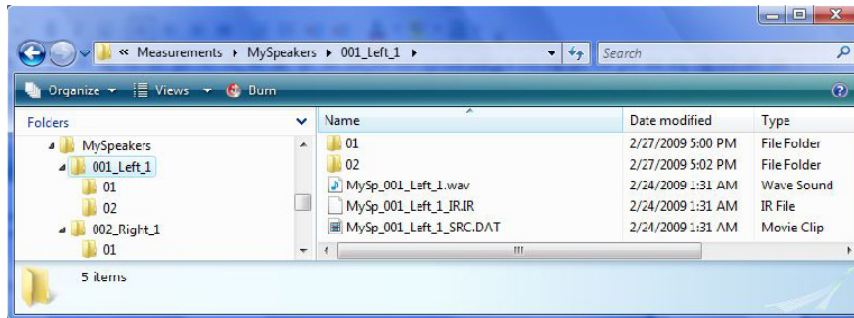 « Measurements ▸ MySpeakers ▸ 001_Left_1 ▸ Search
Organize Views Burn
Folders Name Date modified Type
MySpeakers 01 2/27/2009 5:00 PM File Folder
001_Left_1 02 2/27/2009 5:02 PM File Folder
01 MySp_001_Left_1.wav 2/24/2009 1:31 AM Wave Sound
02 MySp_001_Left_1_IR.IR 2/24/2009 1:31 AM IR File
002_Right_1 MySp_001_Left_1_SRC.DAT 2/24/2009 1:31 AM Movie Clip
01
5 items